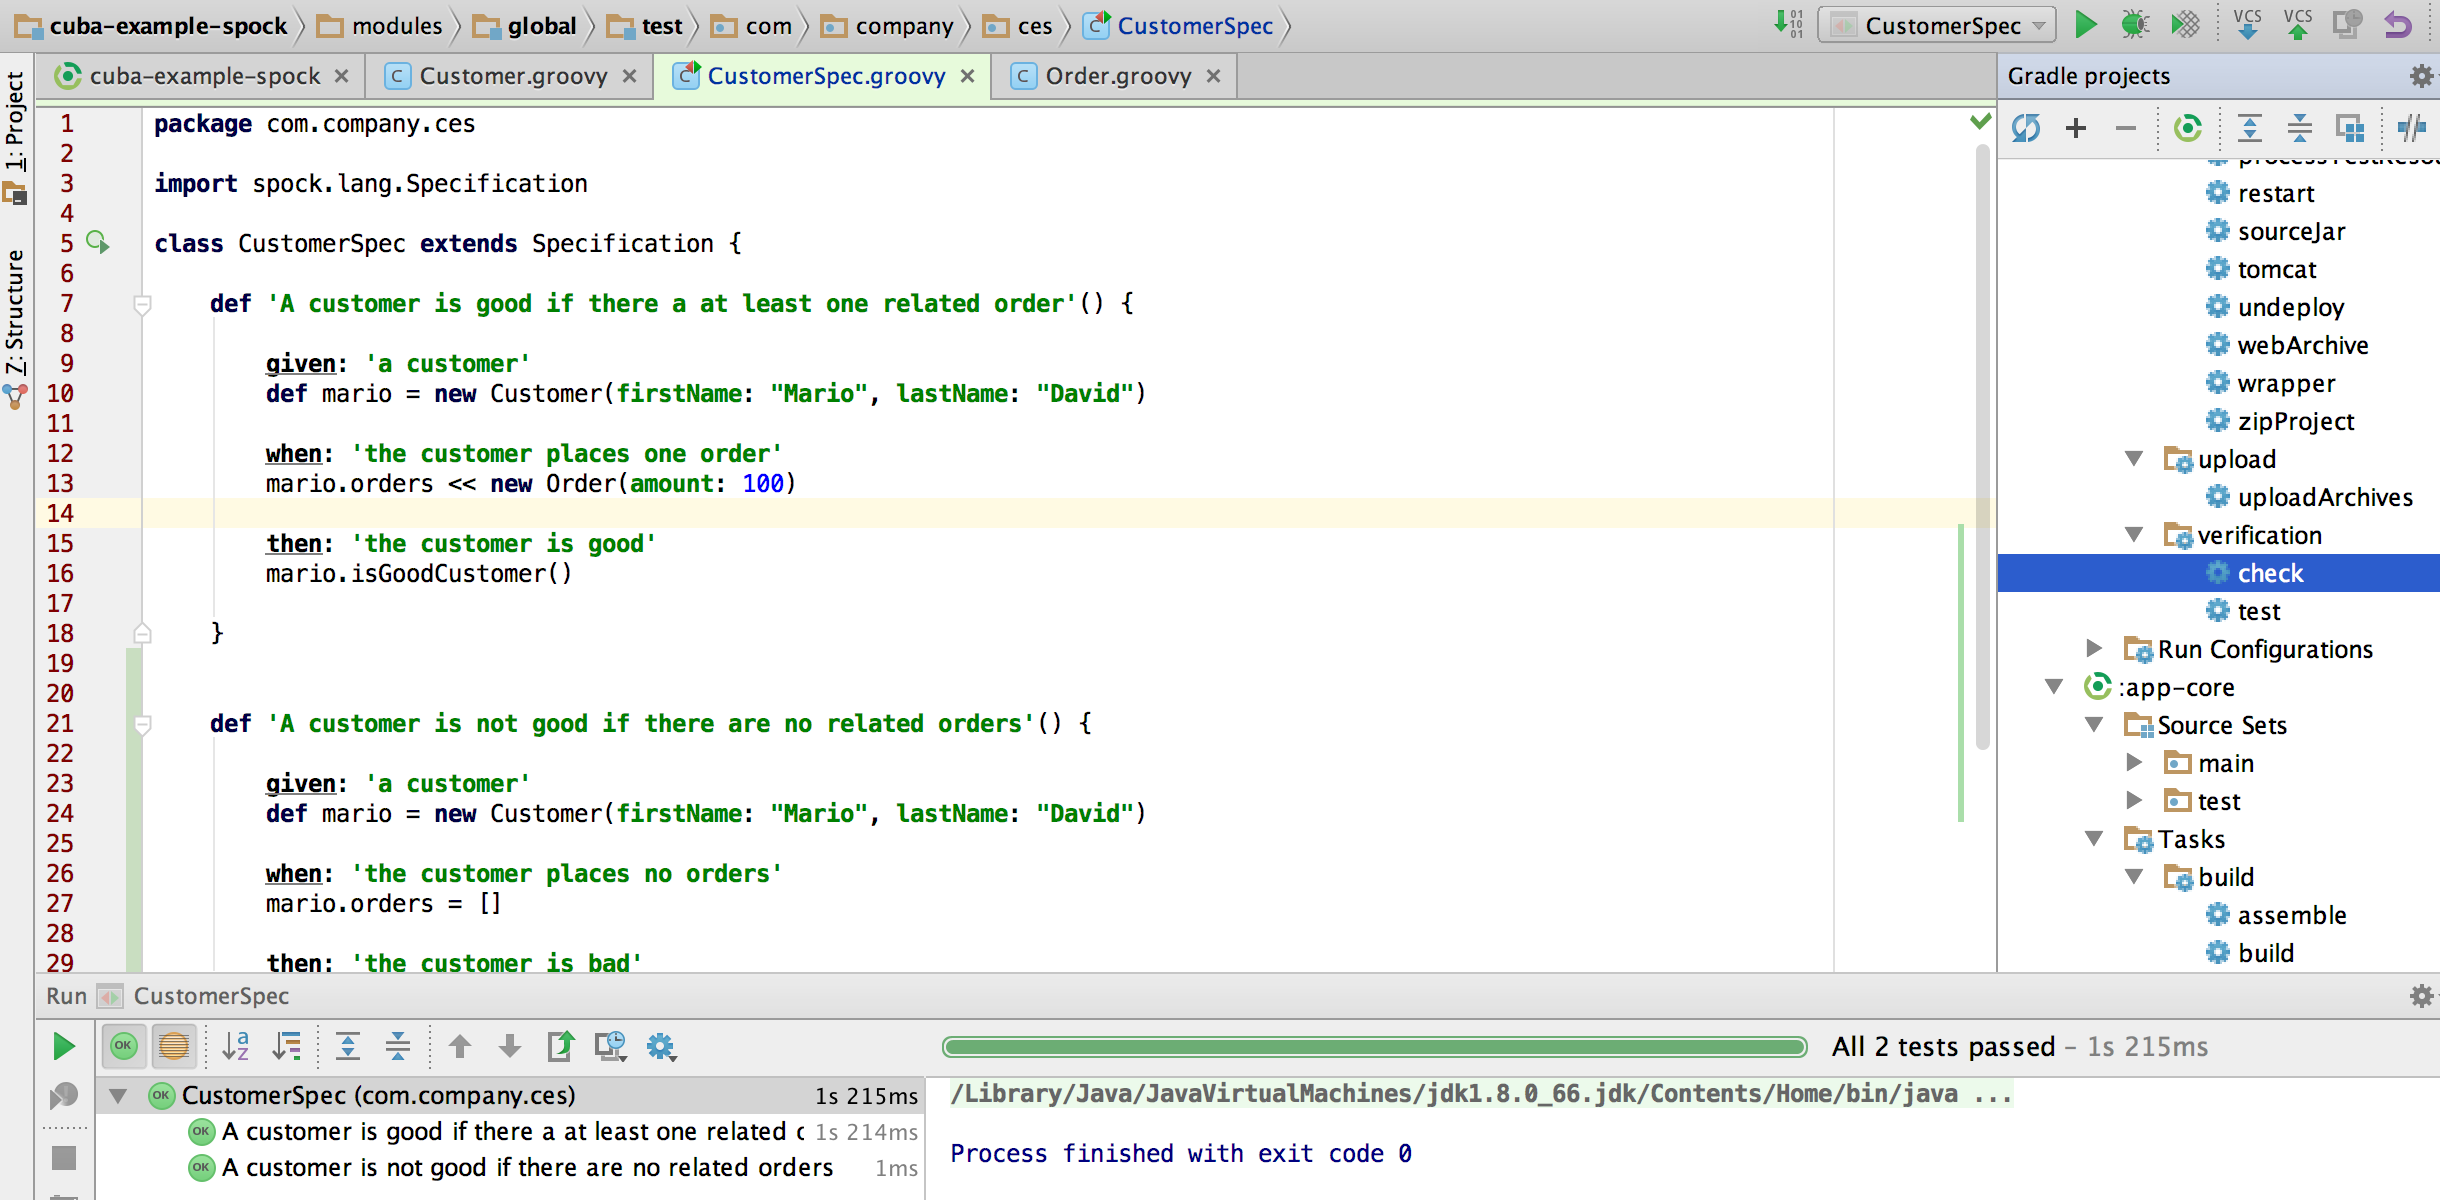 cuba-example-spock modules global test com company ces CustomerSpec
CustomerSpec VCS VCS
cuba-example-spock Customer.groovy CustomerSpec.groovy Order.groovy
1: Project
7: Structure
1 package com.company.ces
2
3 import spock.lang.Specification
4
5 class CustomerSpec extends Specification {
6
7 def 'A customer is good if there a at least one related order'() {
8
9 given: 'a customer'
10 def mario = new Customer(firstName: "Mario", lastName: "David")
11
12 when: 'the customer places one order'
13 mario.orders << new Order(amount: 100)
14
15 then: 'the customer is good'
16 mario.isGoodCustomer()
17
18 }
19
20
21 def 'A customer is not good if there are no related orders'() {
22
23 given: 'a customer'
24 def mario = new Customer(firstName: "Mario", lastName: "David")
25
26 when: 'the customer places no orders'
27 mario.orders = []
28
29 then: 'the customer is bad'
Gradle projects
restart
sourceJar
tomcat
undeploy
webArchive
wrapper
zipProject
upload
uploadArchives
verification
check
test
Run Configurations
:app-core
Source Sets
main
test
Tasks
build
assemble
build
Run CustomerSpec
All 2 tests passed – 1s 215ms
CustomerSpec (com.company.ces) 1s 215ms
OK A customer is good if there a at least one related 1s 214ms
OK A customer is not good if there are no related orders 1ms
/Library/Java/JavaVirtualMachines/jdk1.8.0_66.jdk/Contents/Home/bin/java ...
Process finished with exit code 0